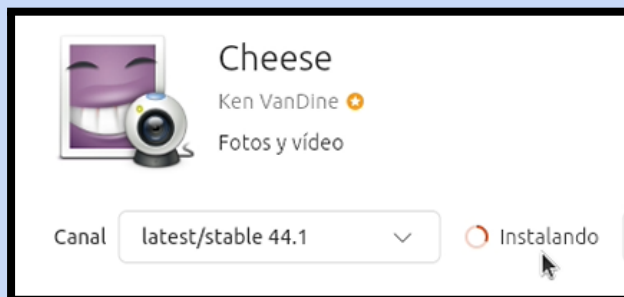 Cheese
Ken VanDine
Fotos y vídeo
Canal latest/stable 44.1 Instalando